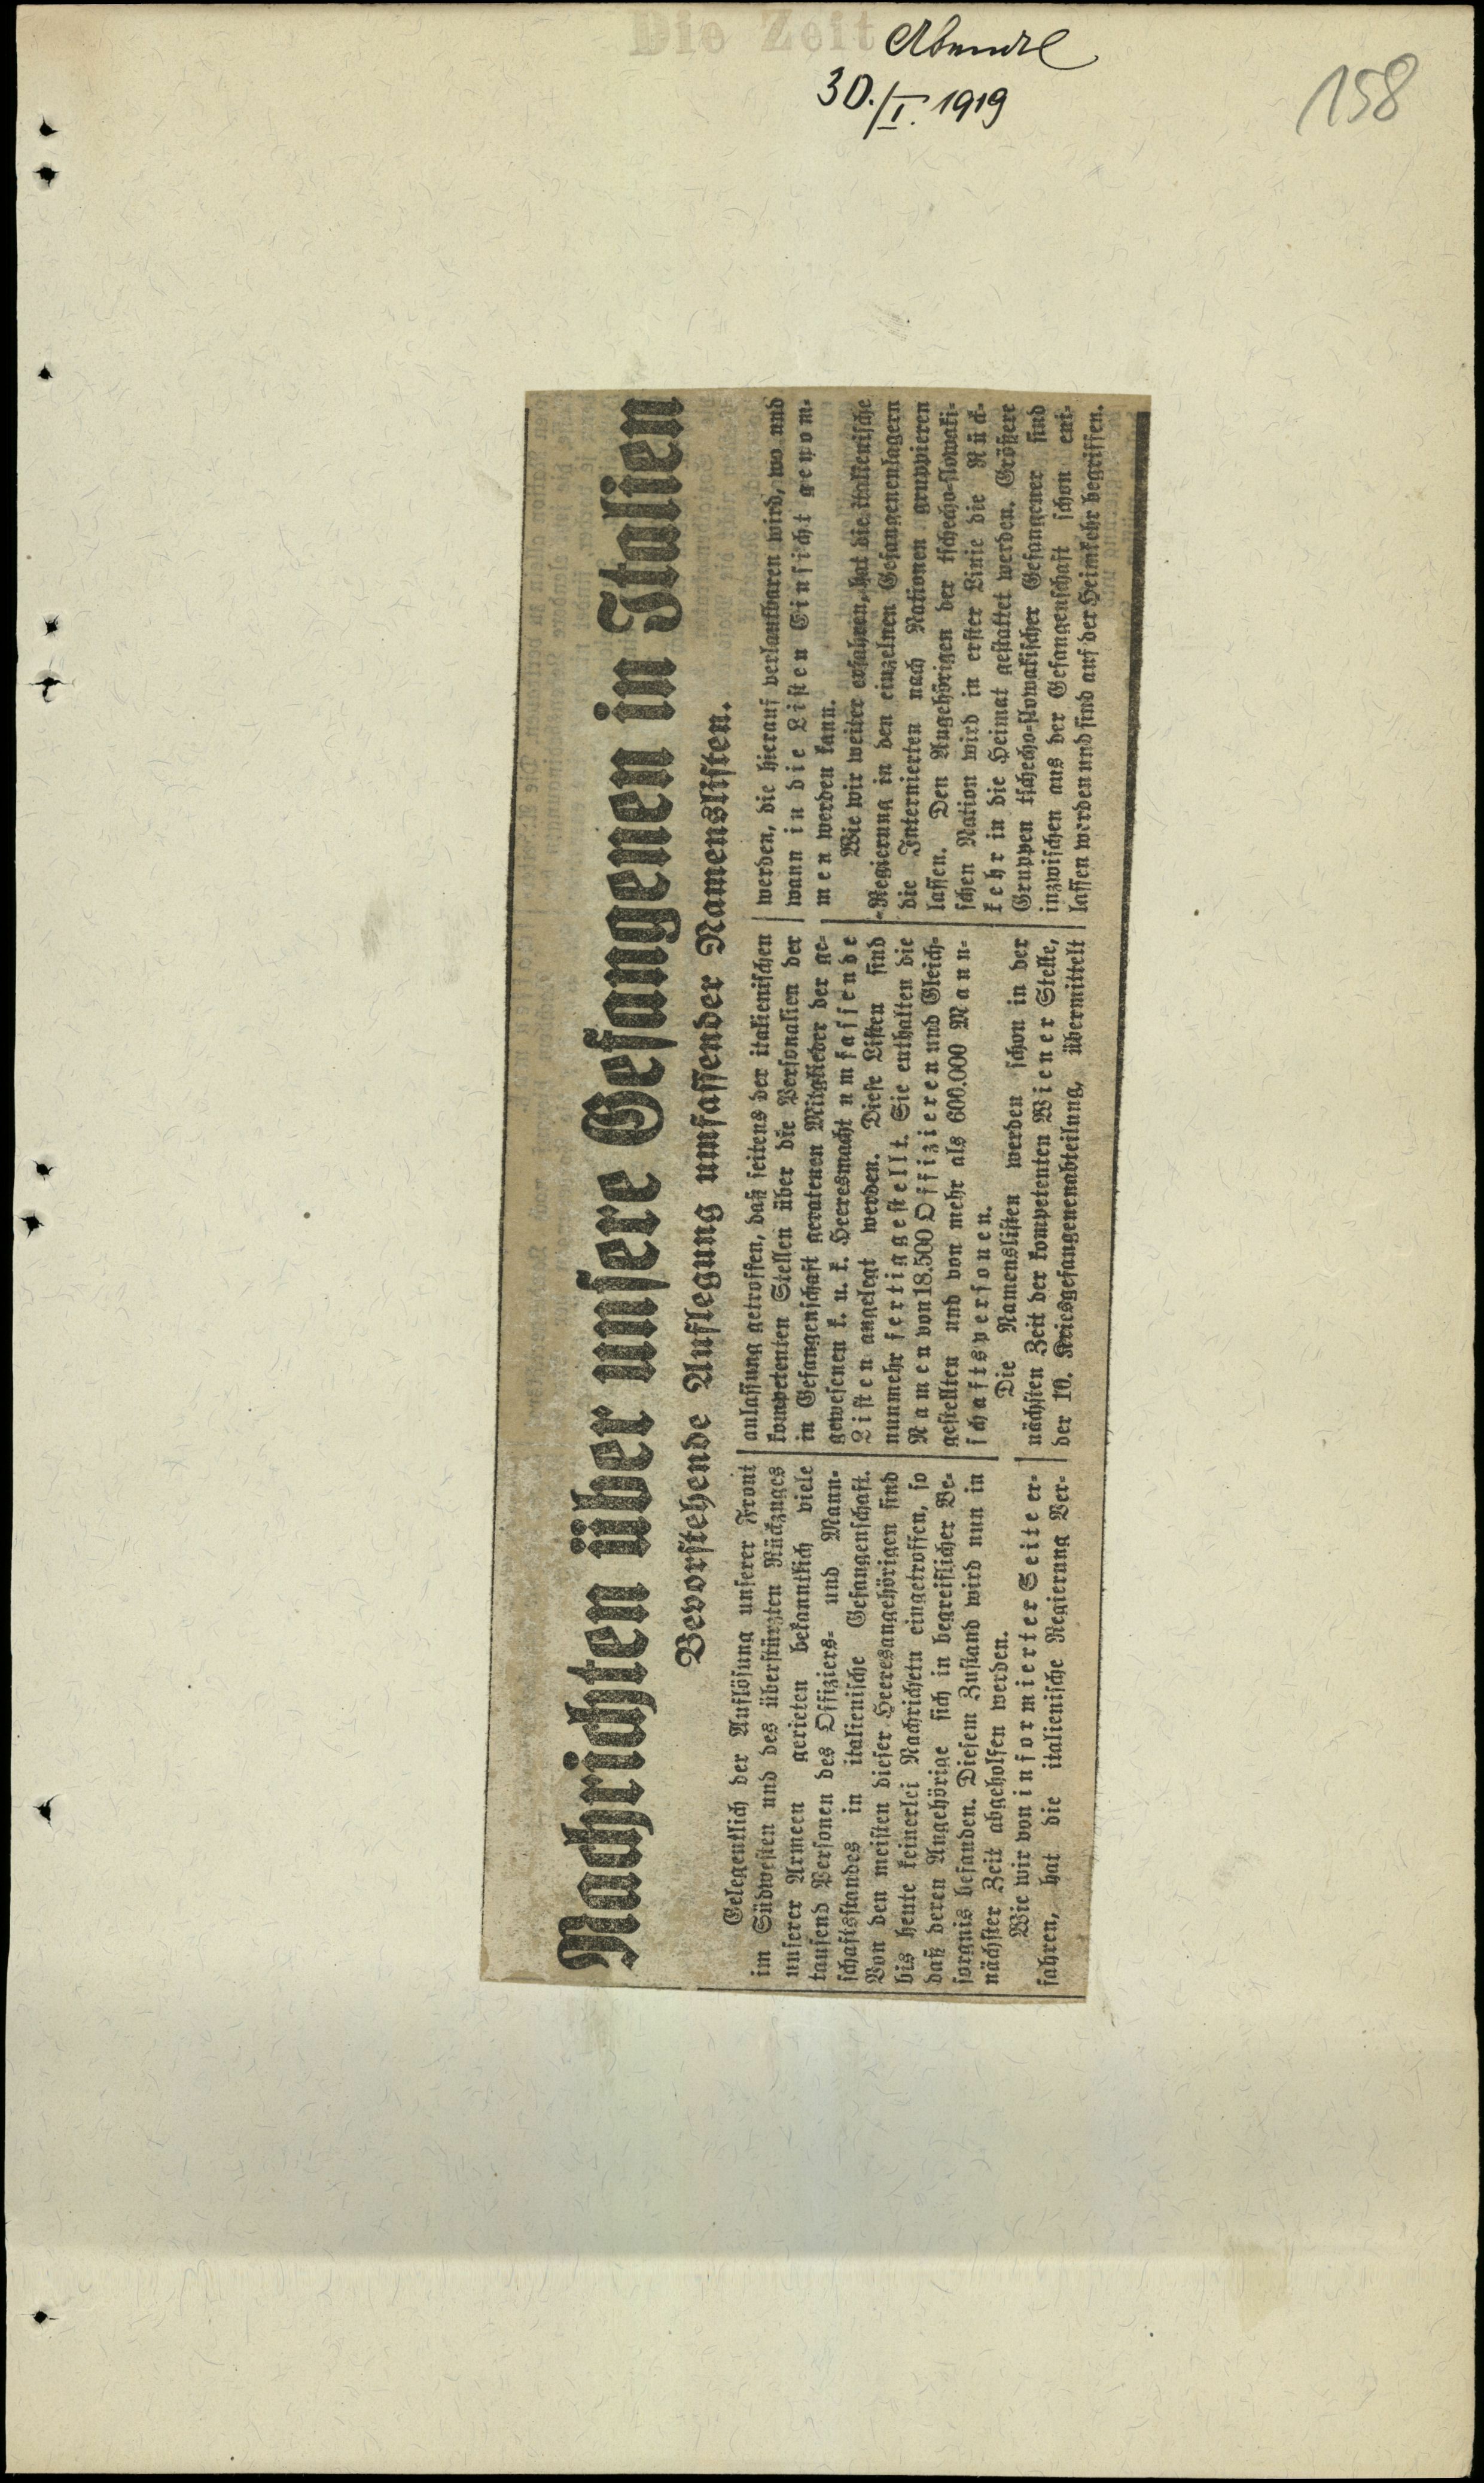 Die Zeit
Abendbl
30./I. 1919
158
Nachrichten über unsere Gefangenen in Italien
Bevorstehende Auflegung umfassender Namenslisten.
Gelegentlich der Auflösung unserer Front
im Südwesten und des überstürzten Rückzuges
unserer Armeen gerieten bekanntlich viele
tausend Personen des Offiziers- und Mann-
schaftsstandes in italienische Gefangenschaft.
Von den meisten dieser Heeresangehörigen sind
bis heute keinerlei Nachrichetn eingetroffen, so
daß deren Angehörige sich in begreiflicher Be-
sorgnis befanden. Diesem Zustand wird nun in
nächster Zeit abgeholfen werden.
Wie wir von informierter Seite er-
fahren, hat die italienische Regierung Ver-
anlassung getroffen, daß seitens der italienischen
kompetenten Stellen über die Personalien der
in Gefangenschaft geratenen Mitglieder der ge-
gewesenen k. u. k. Heeresmacht umfassende
Listen angelegt werden. Diese Listen sind
nunmehr fertiggestellt. Sie enthalten die
Namen von 18.500 Offizieren und Gleich-
gestellten und von mehr als 600.000 Mann-
schaftspersonen.
Die Namenslisten werden schon in der
nächsten Zeit der kompetenten Wiener Stelle,
der 10. Kriegsgefangenenabteilung, übermittelt
werden, die hierauf verlautbaren wird, wo und
wann in die Listen Einsicht genom-
men werden kann.
Wie wir weiter erfahren, hat die italienische
Regierung in den einzelnen Gefangenenlagern
die Internierten nach Nationen gruppieren
lassen. Den Angehörigen der tschecho-slowaki-
schen Nation wird in erster Linie die Rück-
kehr in die Heimat gestattet werden. Größere
Gruppen tschecho-slowakischer Gefangener sind
inzwischen aus der Gefangenschaft schon ent-
lassen werden und sind auf der Heimkehr begriffen.